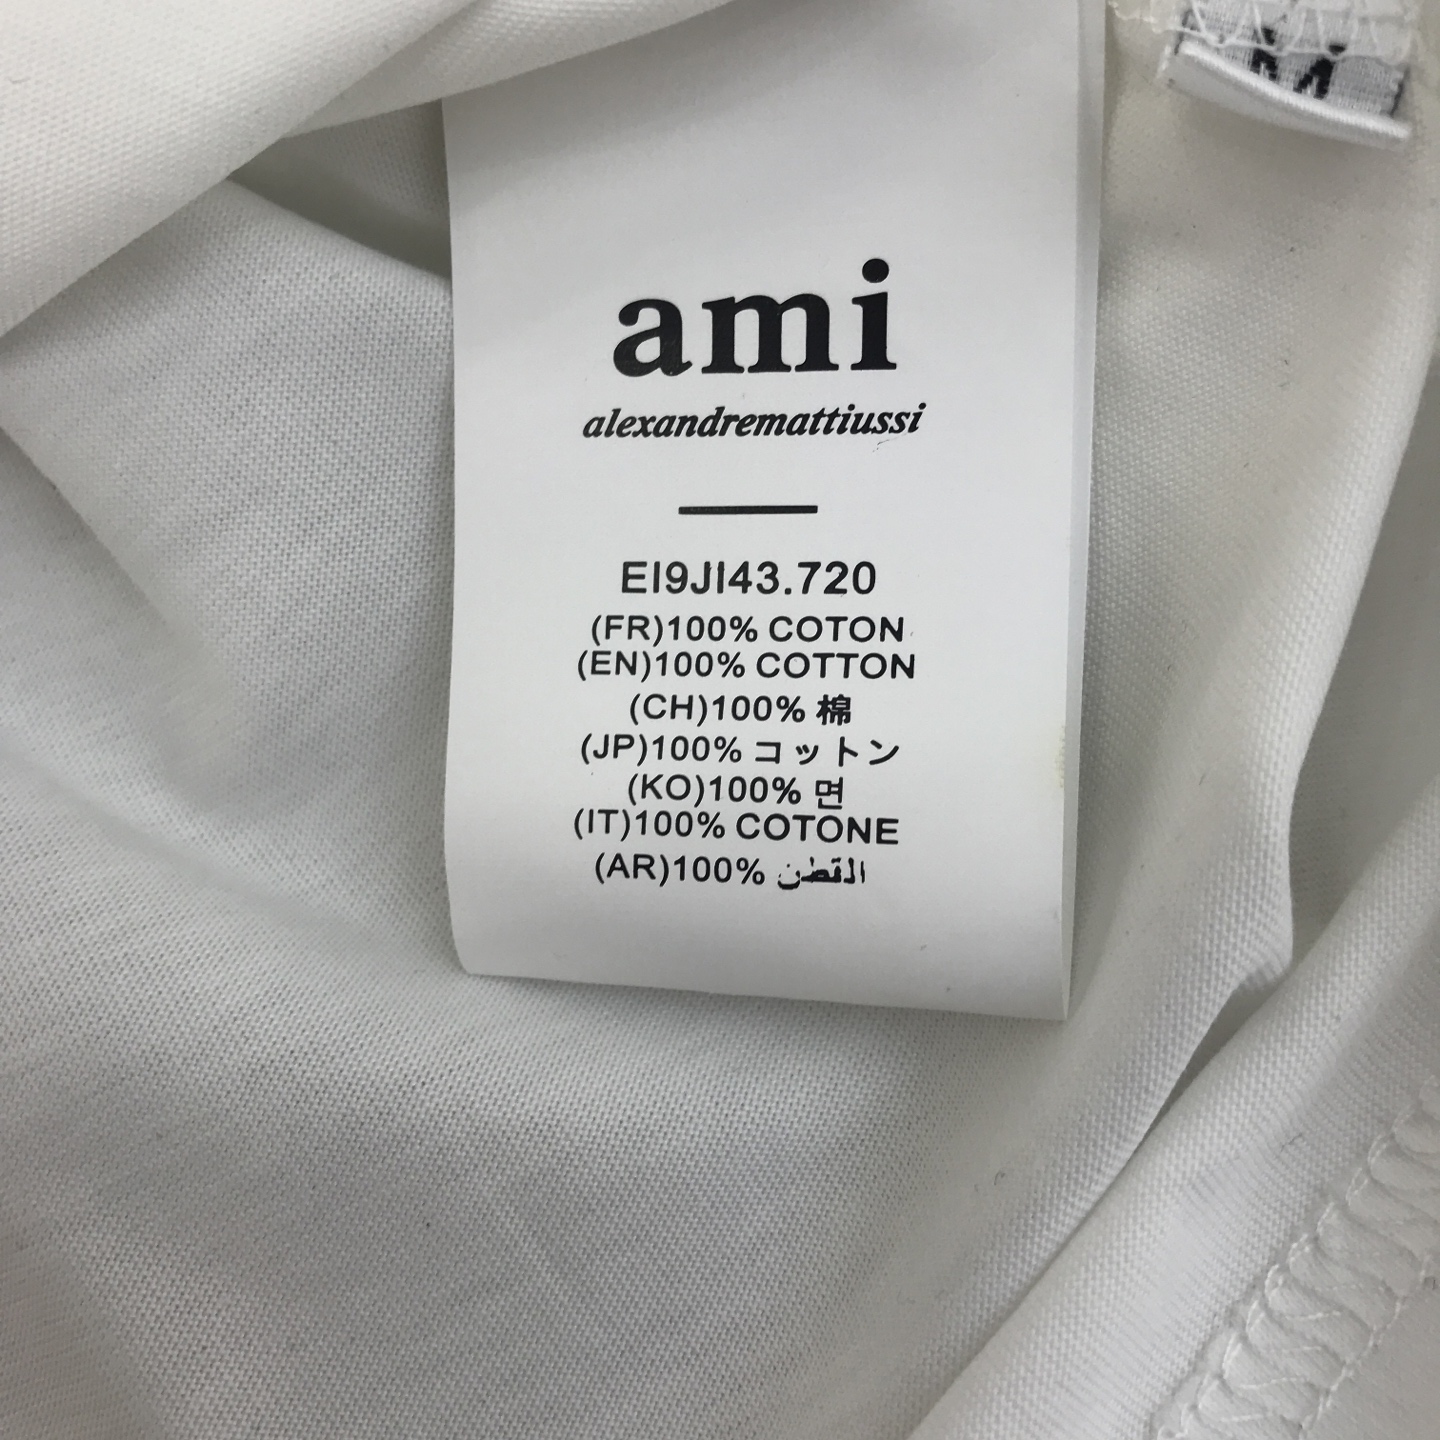 M
ami
alexandremattiussi
EI9JI43.720
(FR)100% COTON
(EN)100% COTTON
(CH)100% 棉
(JP)100% コットン
(KO)100% 면
(IT)100% COTONE
(AR)100% القطن